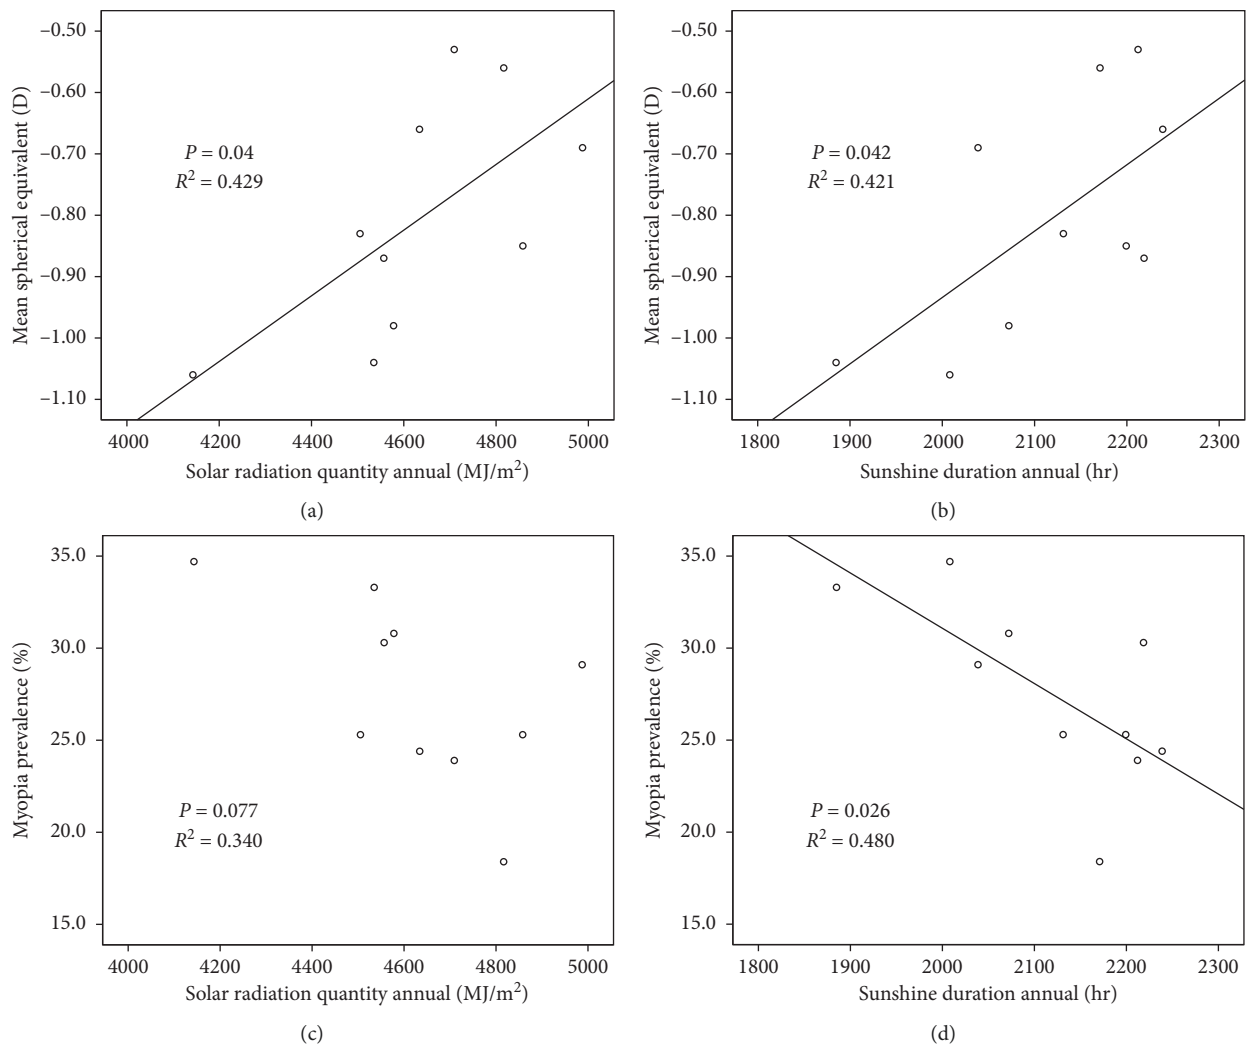 −0.50
−0.60
−0.70
−0.80
−0.90
−1.00
−1.10
Mean spherical equivalent (D)
P = 0.04
R² = 0.429
4000 4200 4400 4600 4800 5000
Solar radiation quantity annual (MJ/m²)
(a)
−0.50
−0.60
−0.70
−0.80
−0.90
−1.00
−1.10
Mean spherical equivalent (D)
P = 0.042
R² = 0.421
1800 1900 2000 2100 2200 2300
Sunshine duration annual (hr)
(b)
35.0
30.0
25.0
20.0
15.0
Myopia prevalence (%)
P = 0.077
R² = 0.340
4000 4200 4400 4600 4800 5000
Solar radiation quantity annual (MJ/m²)
(c)
35.0
30.0
25.0
20.0
15.0
Myopia prevalence (%)
P = 0.026
R² = 0.480
1800 1900 2000 2100 2200 2300
Sunshine duration annual (hr)
(d)